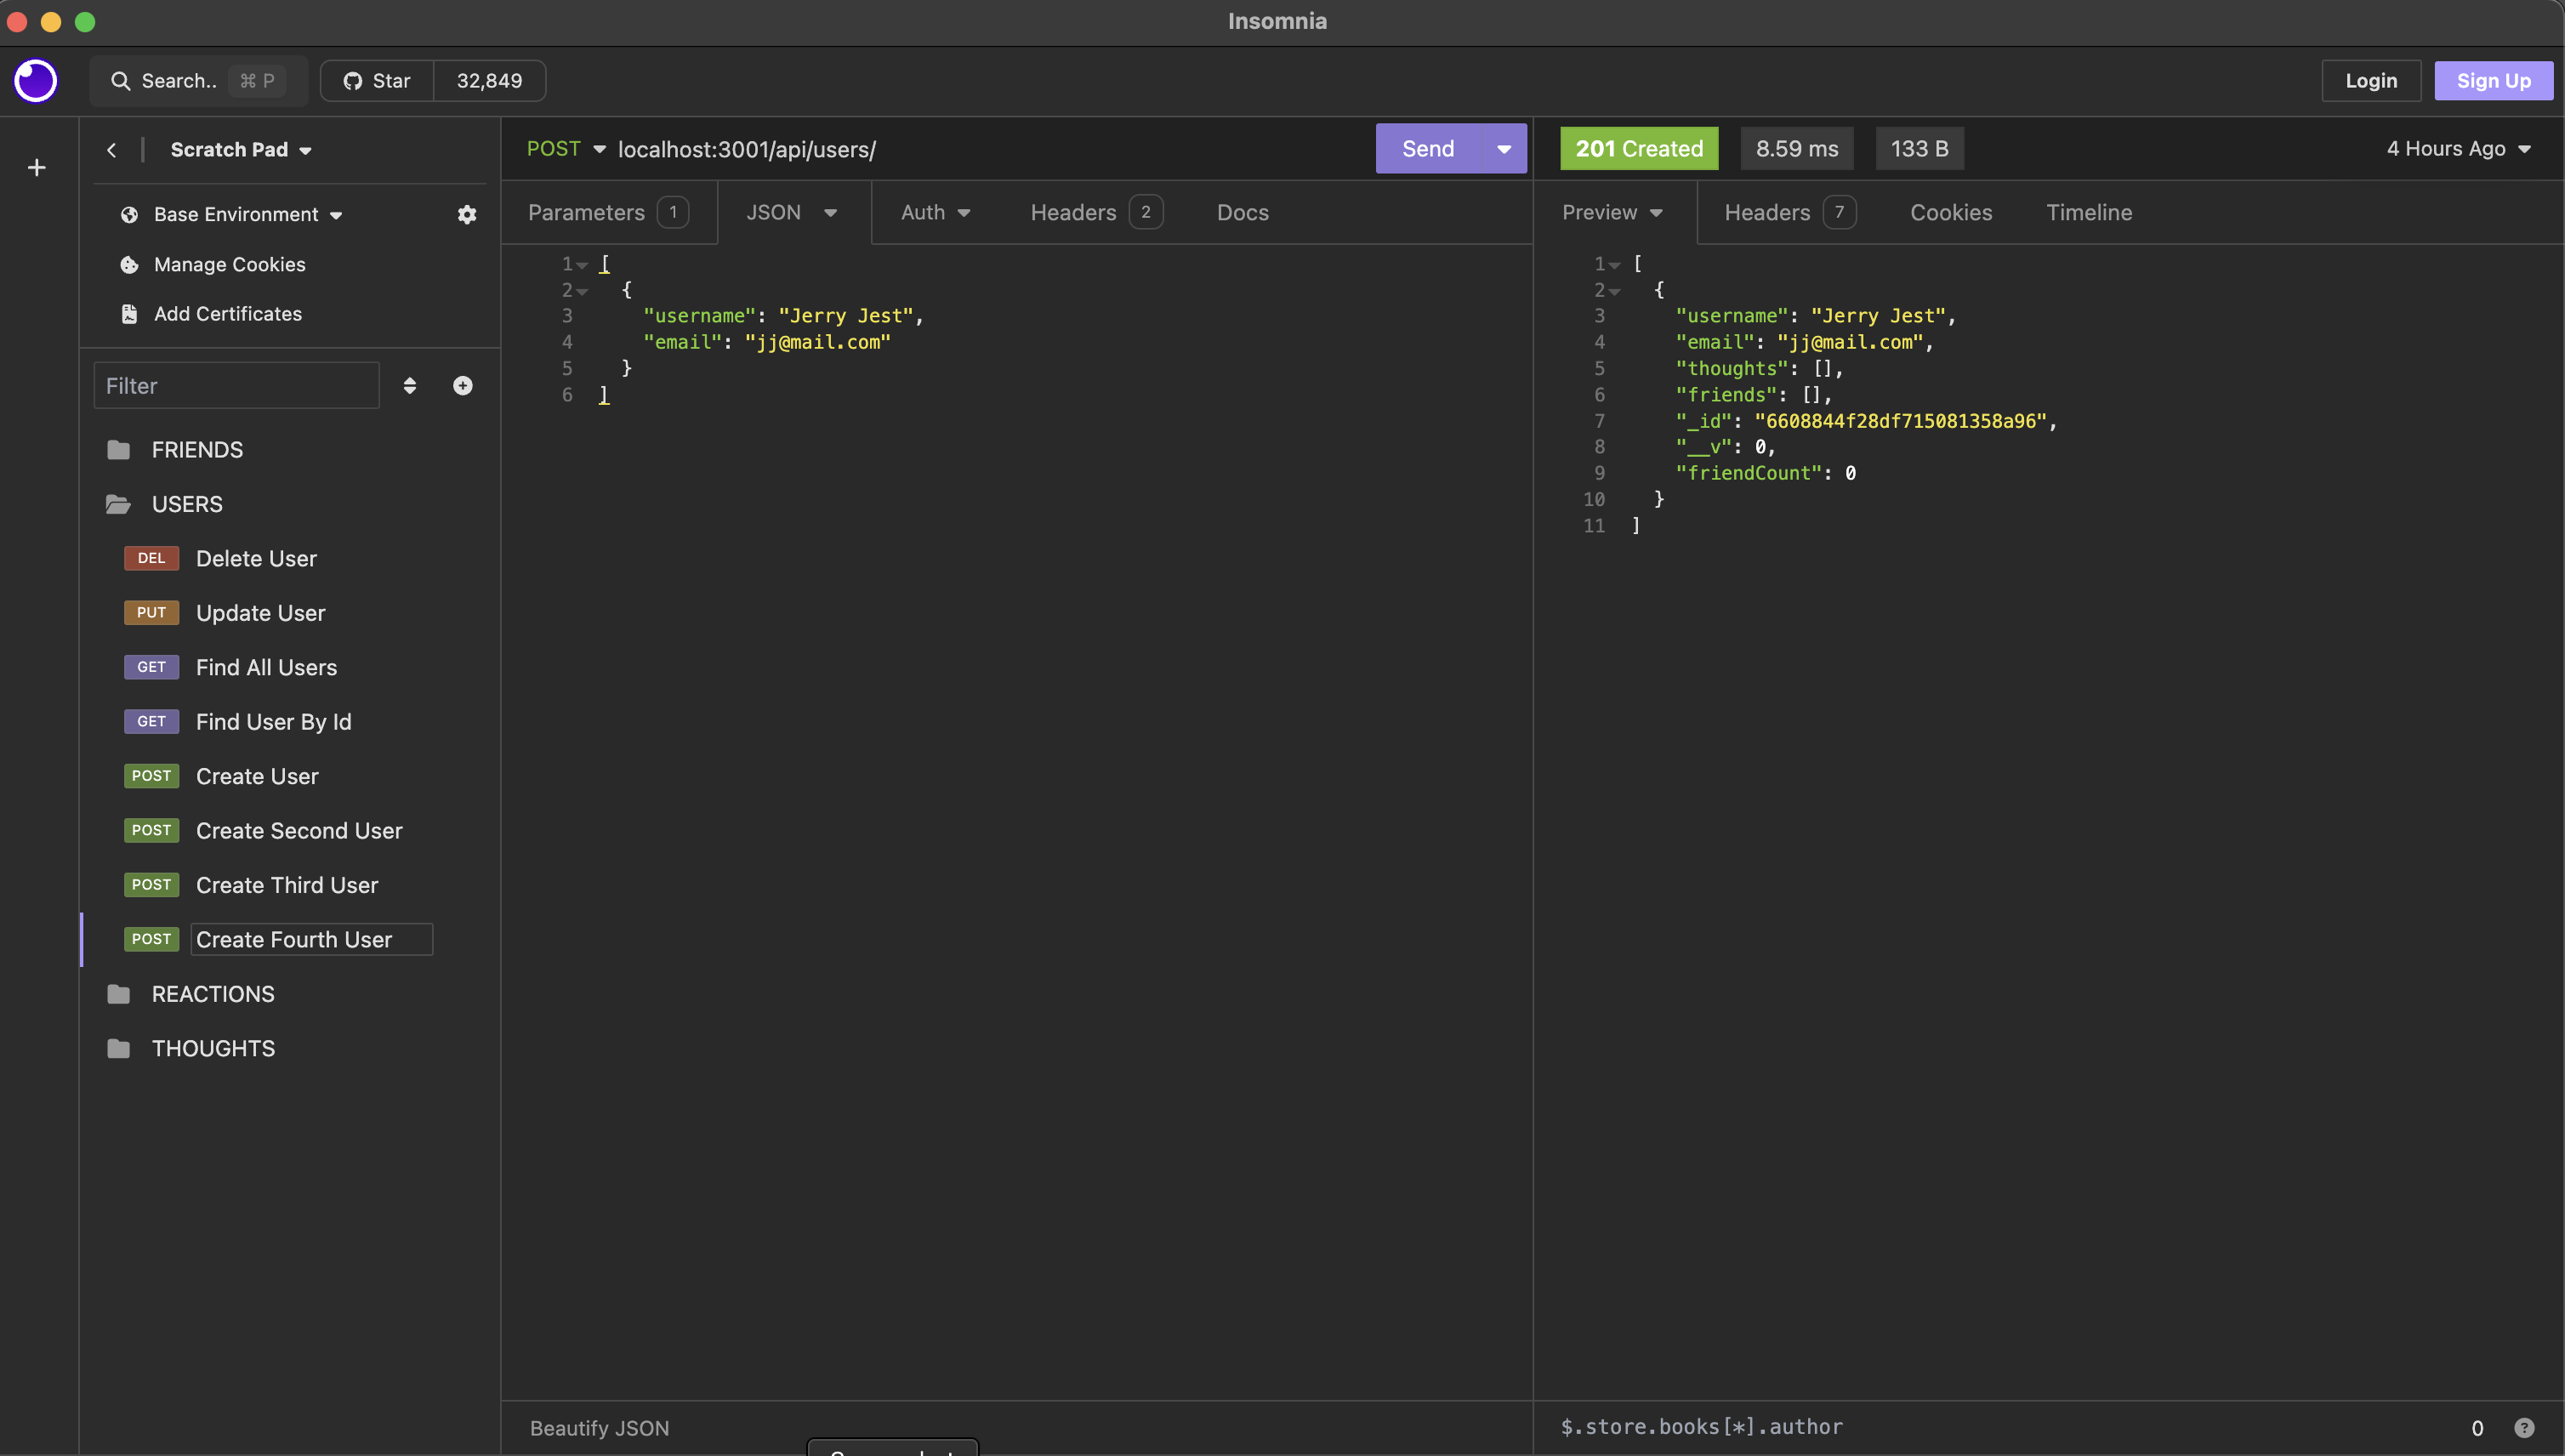 Insomnia
Search.. ⌘ P Star 32,849 Login Sign Up
Scratch Pad
Base Environment
Manage Cookies
Add Certificates
Filter
FRIENDS
USERS
DEL Delete User
PUT Update User
GET Find All Users
GET Find User By Id
POST Create User
POST Create Second User
POST Create Third User
POST Create Fourth User
REACTIONS
THOUGHTS
POST localhost:3001/api/users/ Send
Parameters 1 JSON Auth Headers 2 Docs
1 [
2 {
3 "username": "Jerry Jest",
4 "email": "jj@mail.com"
5 }
6 ]
Beautify JSON
201 Created 8.59 ms 133 B 4 Hours Ago
Preview Headers 7 Cookies Timeline
1 [
2 {
3 "username": "Jerry Jest",
4 "email": "jj@mail.com",
5 "thoughts": [],
6 "friends": [],
7 "_id": "6608844f28df715081358a96",
8 "__v": 0,
9 "friendCount": 0
10 }
11 ]
$.store.books[*].author 0 ?